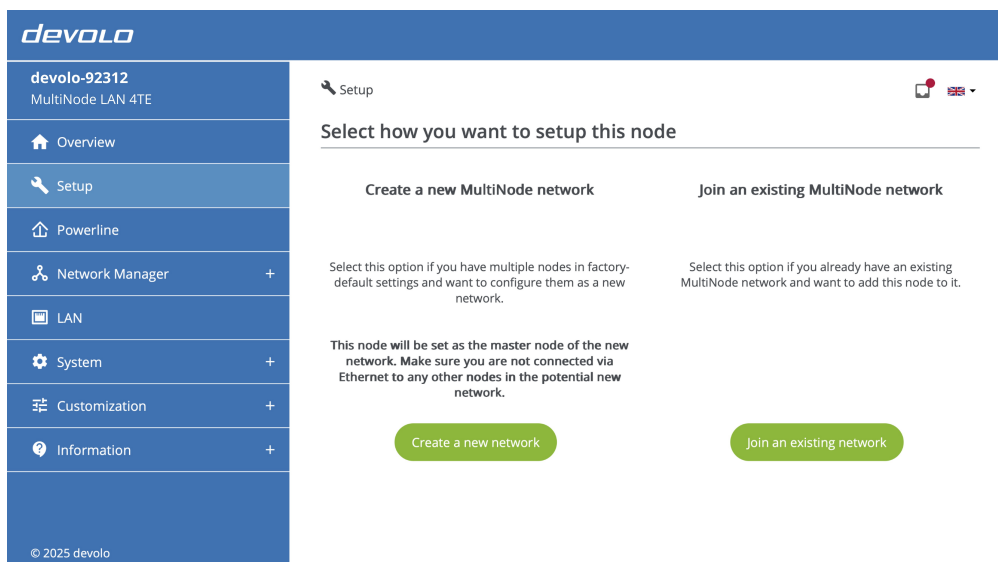 devolo
devolo-92312
MultiNode LAN 4TE
Overview
Setup
Powerline
Network Manager +
LAN
System +
Customization +
Information +
© 2025 devolo
Setup
Select how you want to setup this node
Create a new MultiNode network
Select this option if you have multiple nodes in factory-
default settings and want to configure them as a new
network.
This node will be set as the master node of the new
network. Make sure you are not connected via
Ethernet to any other nodes in the potential new
network.
Create a new network
Join an existing MultiNode network
Select this option if you already have an existing
MultiNode network and want to add this node to it.
Join an existing network